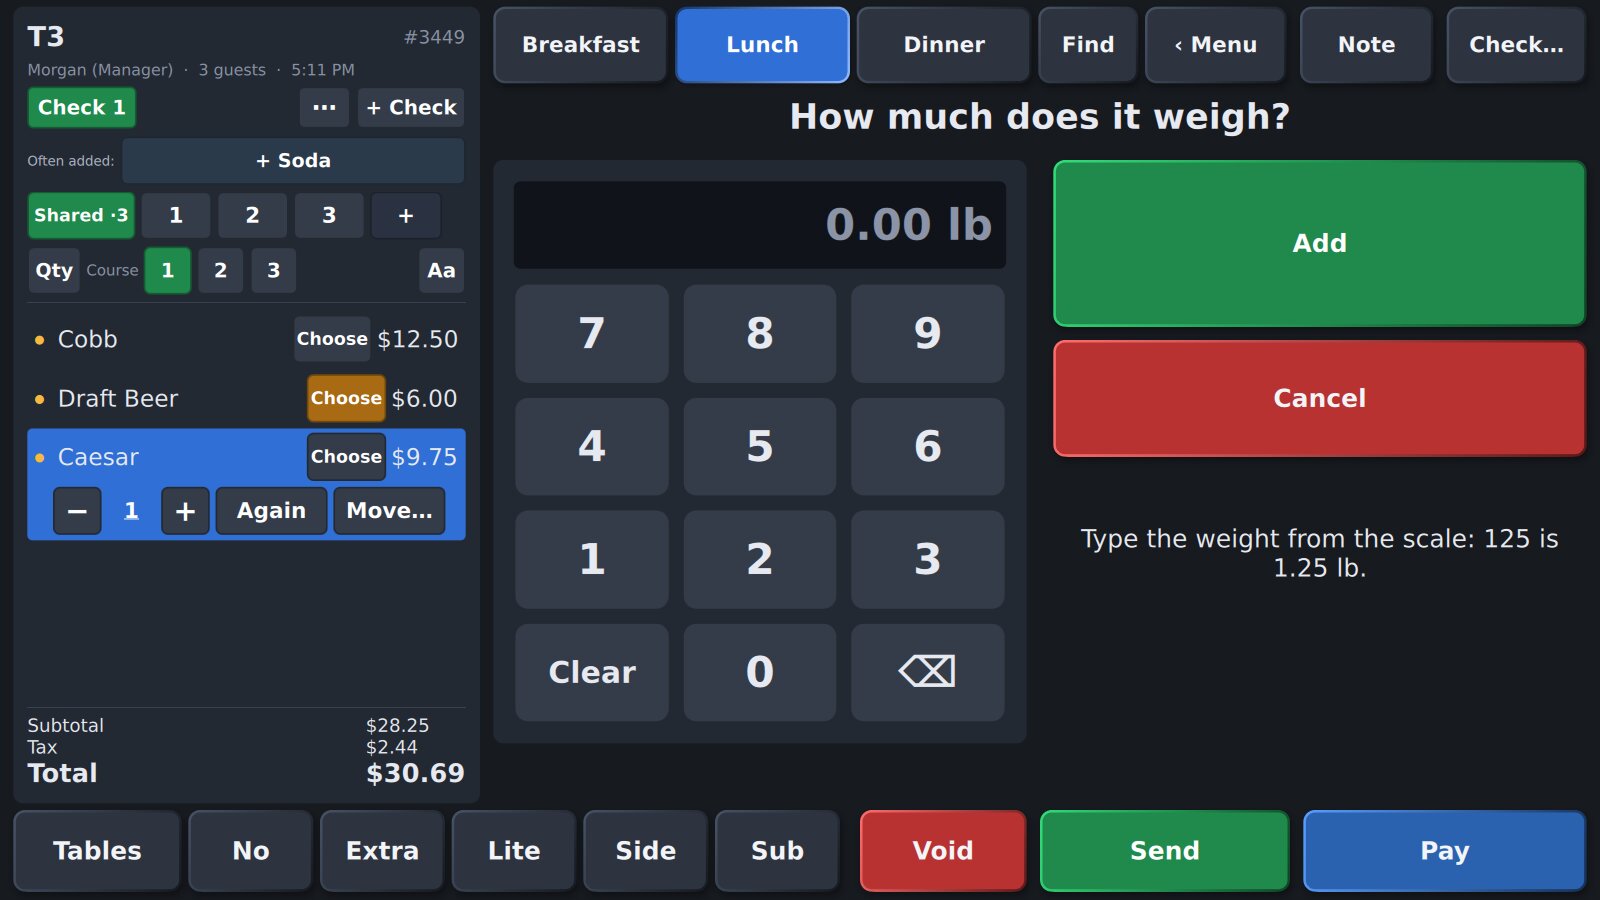 T3
#3449
Morgan (Manager) · 3 guests · 5:11 PM
Check 1
...
+ Check
Often added:
+ Soda
Shared ·3
1
2
3
+
Qty
Course
1
2
3
Aa
Cobb
Choose
$12.50
Draft Beer
Choose
$6.00
Caesar
Choose
$9.75
−
1
+
Again
Move...
Subtotal
$28.25
Tax
$2.44
Total
$30.69
Breakfast
Lunch
Dinner
Find
‹ Menu
Note
Check...
How much does it weigh?
0.00 lb
7
8
9
4
5
6
1
2
3
Clear
0
⌫
Add
Cancel
Type the weight from the scale: 125 is
1.25 lb.
Tables
No
Extra
Lite
Side
Sub
Void
Send
Pay